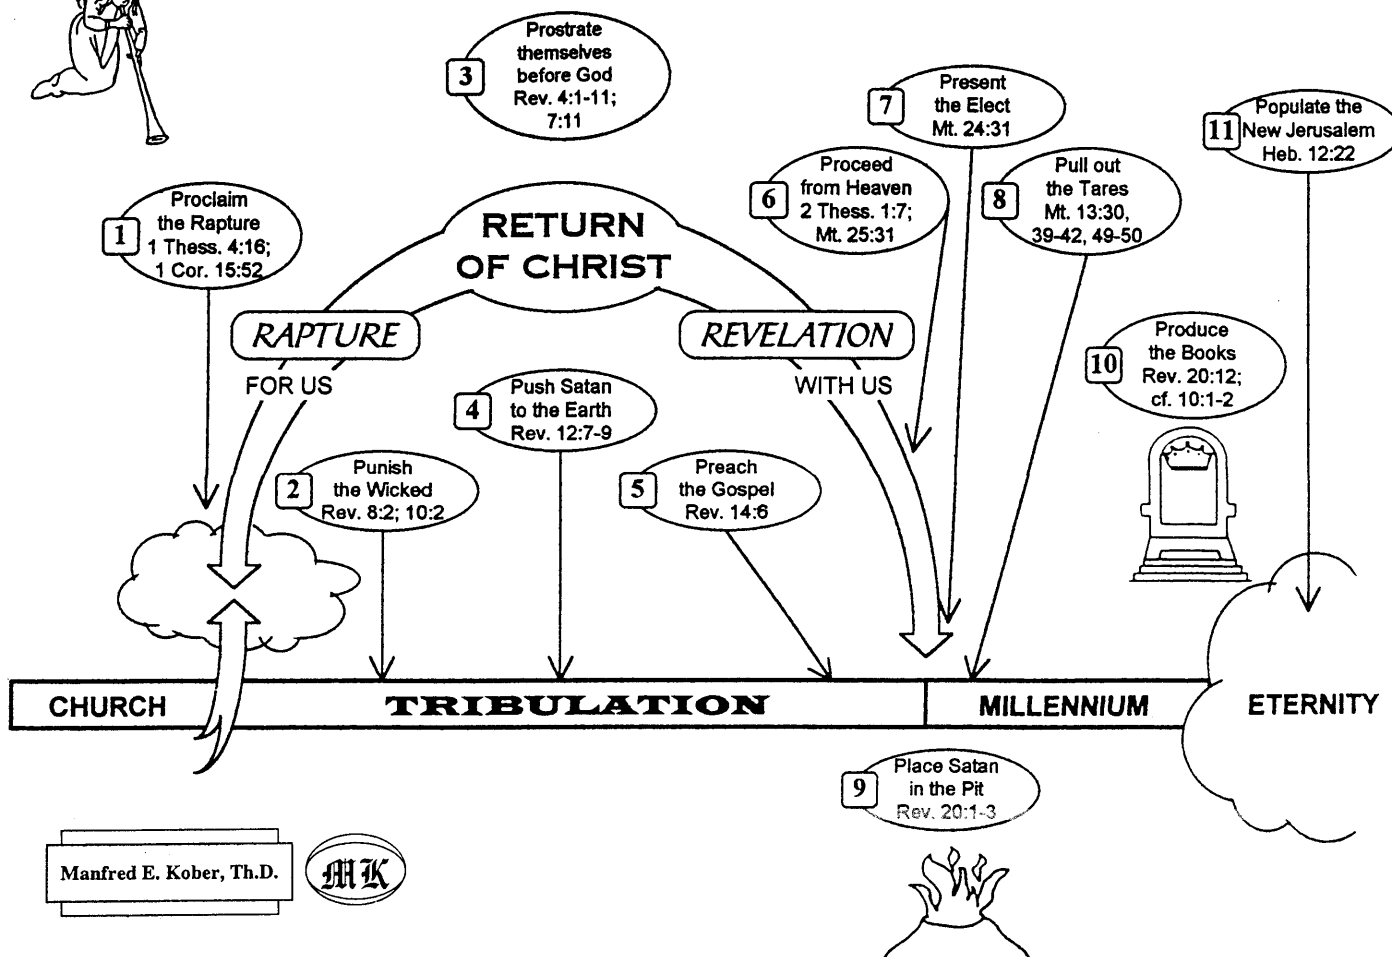 3
Prostrate
themselves
before God
Rev. 4:1-11;
7:11
7
Present
the Elect
Mt. 24:31
11
Populate the
New Jerusalem
Heb. 12:22
1
Proclaim
the Rapture
1 Thess. 4:16;
1 Cor. 15:52
6
Proceed
from Heaven
2 Thess. 1:7;
Mt. 25:31
8
Pull out
the Tares
Mt. 13:30,
39-42, 49-50
RETURN
OF CHRIST
RAPTURE
FOR US
REVELATION
WITH US
10
Produce
the Books
Rev. 20:12;
cf. 10:1-2
4
Push Satan
to the Earth
Rev. 12:7-9
2
Punish
the Wicked
Rev. 8:2; 10:2
5
Preach
the Gospel
Rev. 14:6
CHURCH
TRIBULATION
MILLENNIUM
ETERNITY
9
Place Satan
in the Pit
Rev. 20:1-3
Manfred E. Kober, Th.D.
MK